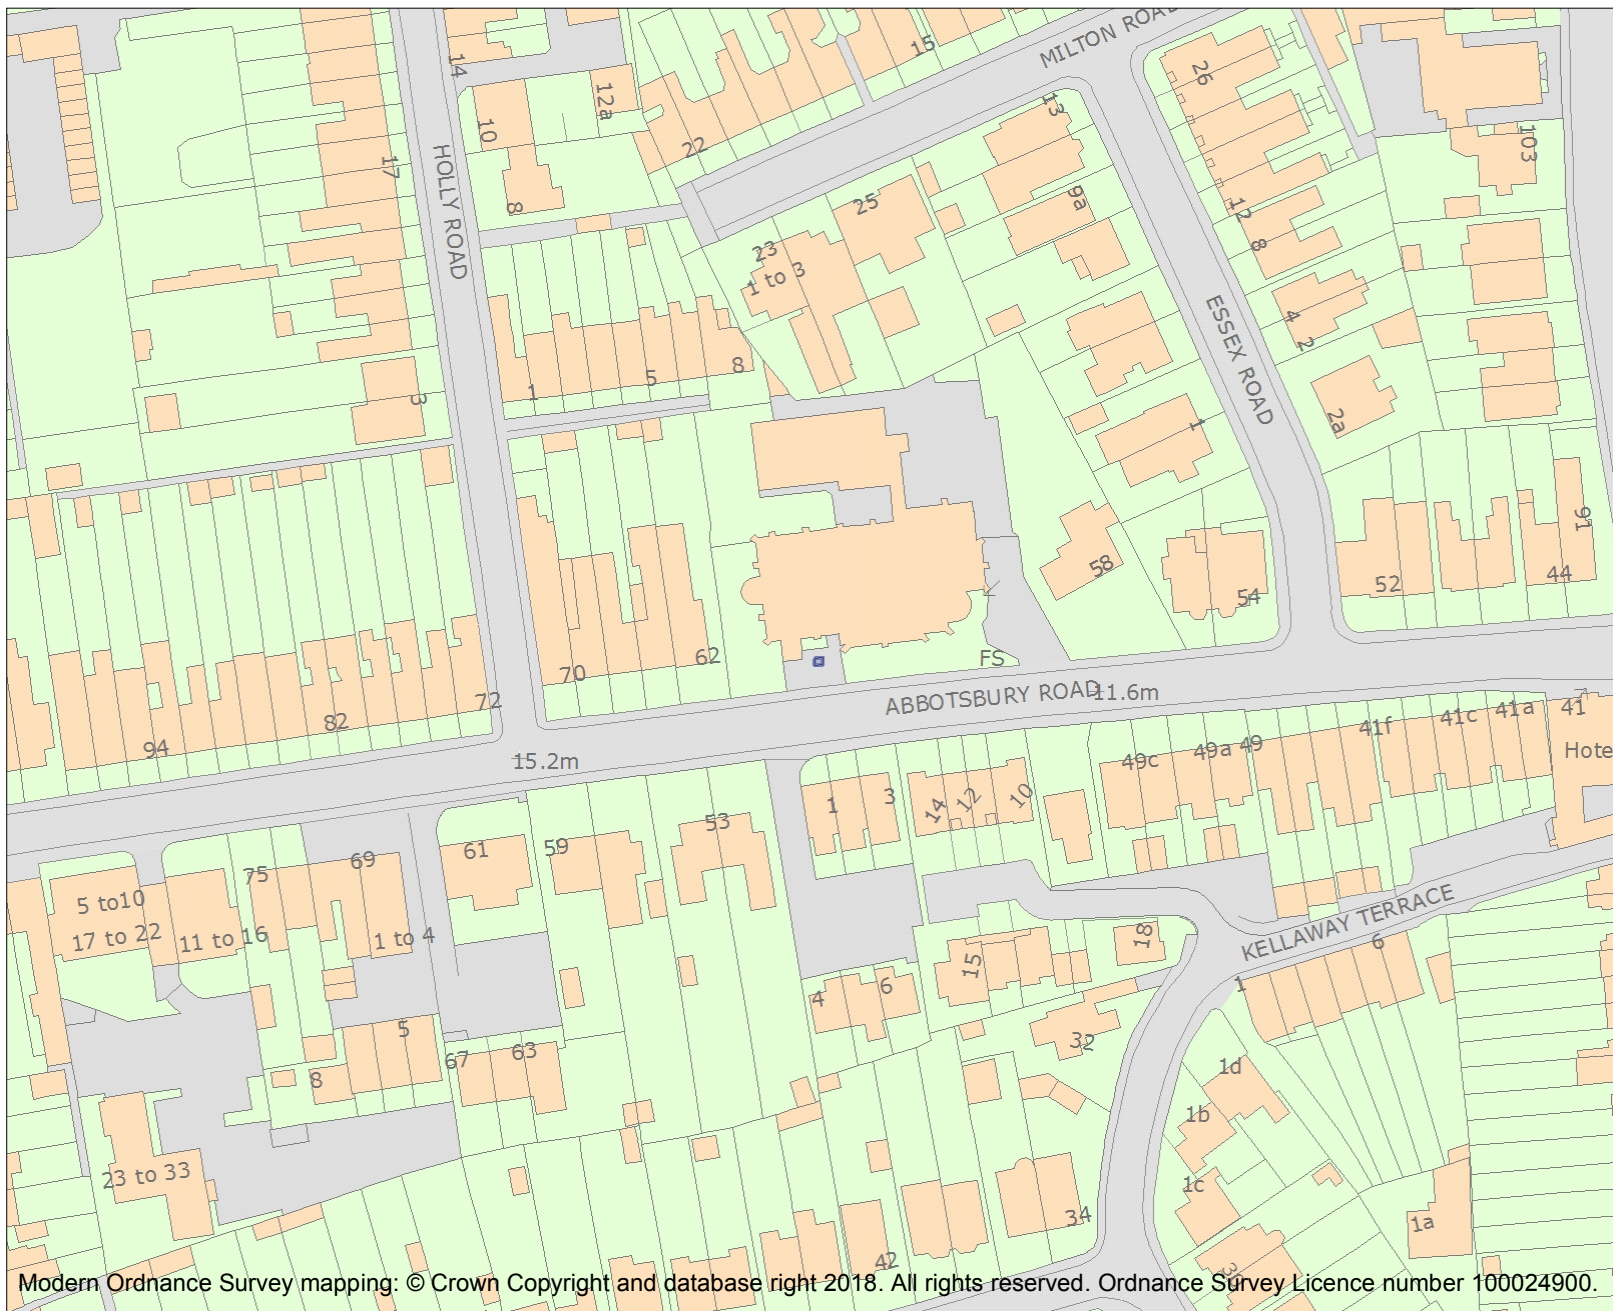 14
12a
15
MILTON ROAD
26
10
22
13
103
17
HOLLY ROAD
8
25
9a
12
8
23
1 to 3
ESSEX ROAD
4
2
8
5
1
3
1
2a
91
58
52
44
54
62
FS
70
72
ABBOTSBURY ROAD 11.6m
82
94
15.2m
41f
41c
41a
41
49c
49a
49
Hote
1
3
14
12
10
53
61
59
69
75
5 to10
17 to 22
11 to 16
1 to 4
KELLAWAY TERRACE
18
15
6
1
4
6
5
32
67
63
8
1d
1b
23 to 33
1c
34
1a
42
Modern Ordnance Survey mapping: © Crown Copyright and database right 2018. All rights reserved. Ordnance Survey Licence number 100024900.